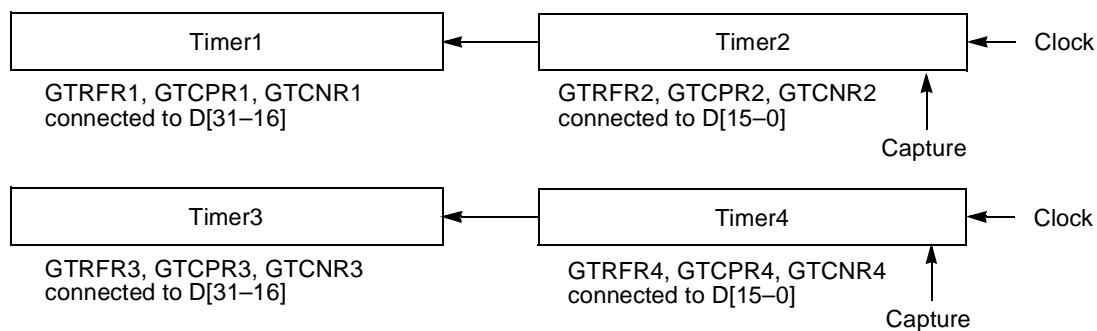 Timer1
Timer2
Clock
GTRFR1, GTCPR1, GTCNR1
connected to D[31–16]
GTRFR2, GTCPR2, GTCNR2
connected to D[15–0]
Capture
Timer3
Timer4
Clock
GTRFR3, GTCPR3, GTCNR3
connected to D[31–16]
GTRFR4, GTCPR4, GTCNR4
connected to D[15–0]
Capture